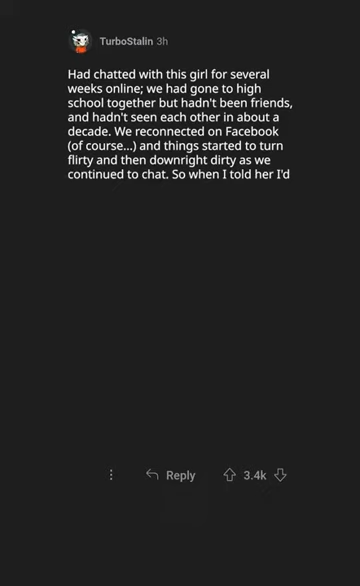 TurboStalin 3h
Had chatted with this girl for several
weeks online; we had gone to high
school together but hadn't been friends,
and hadn't seen each other in about a
decade. We reconnected on Facebook
(of course...) and things started to turn
flirty and then downright dirty as we
continued to chat. So when I told her I'd
Reply 3.4k